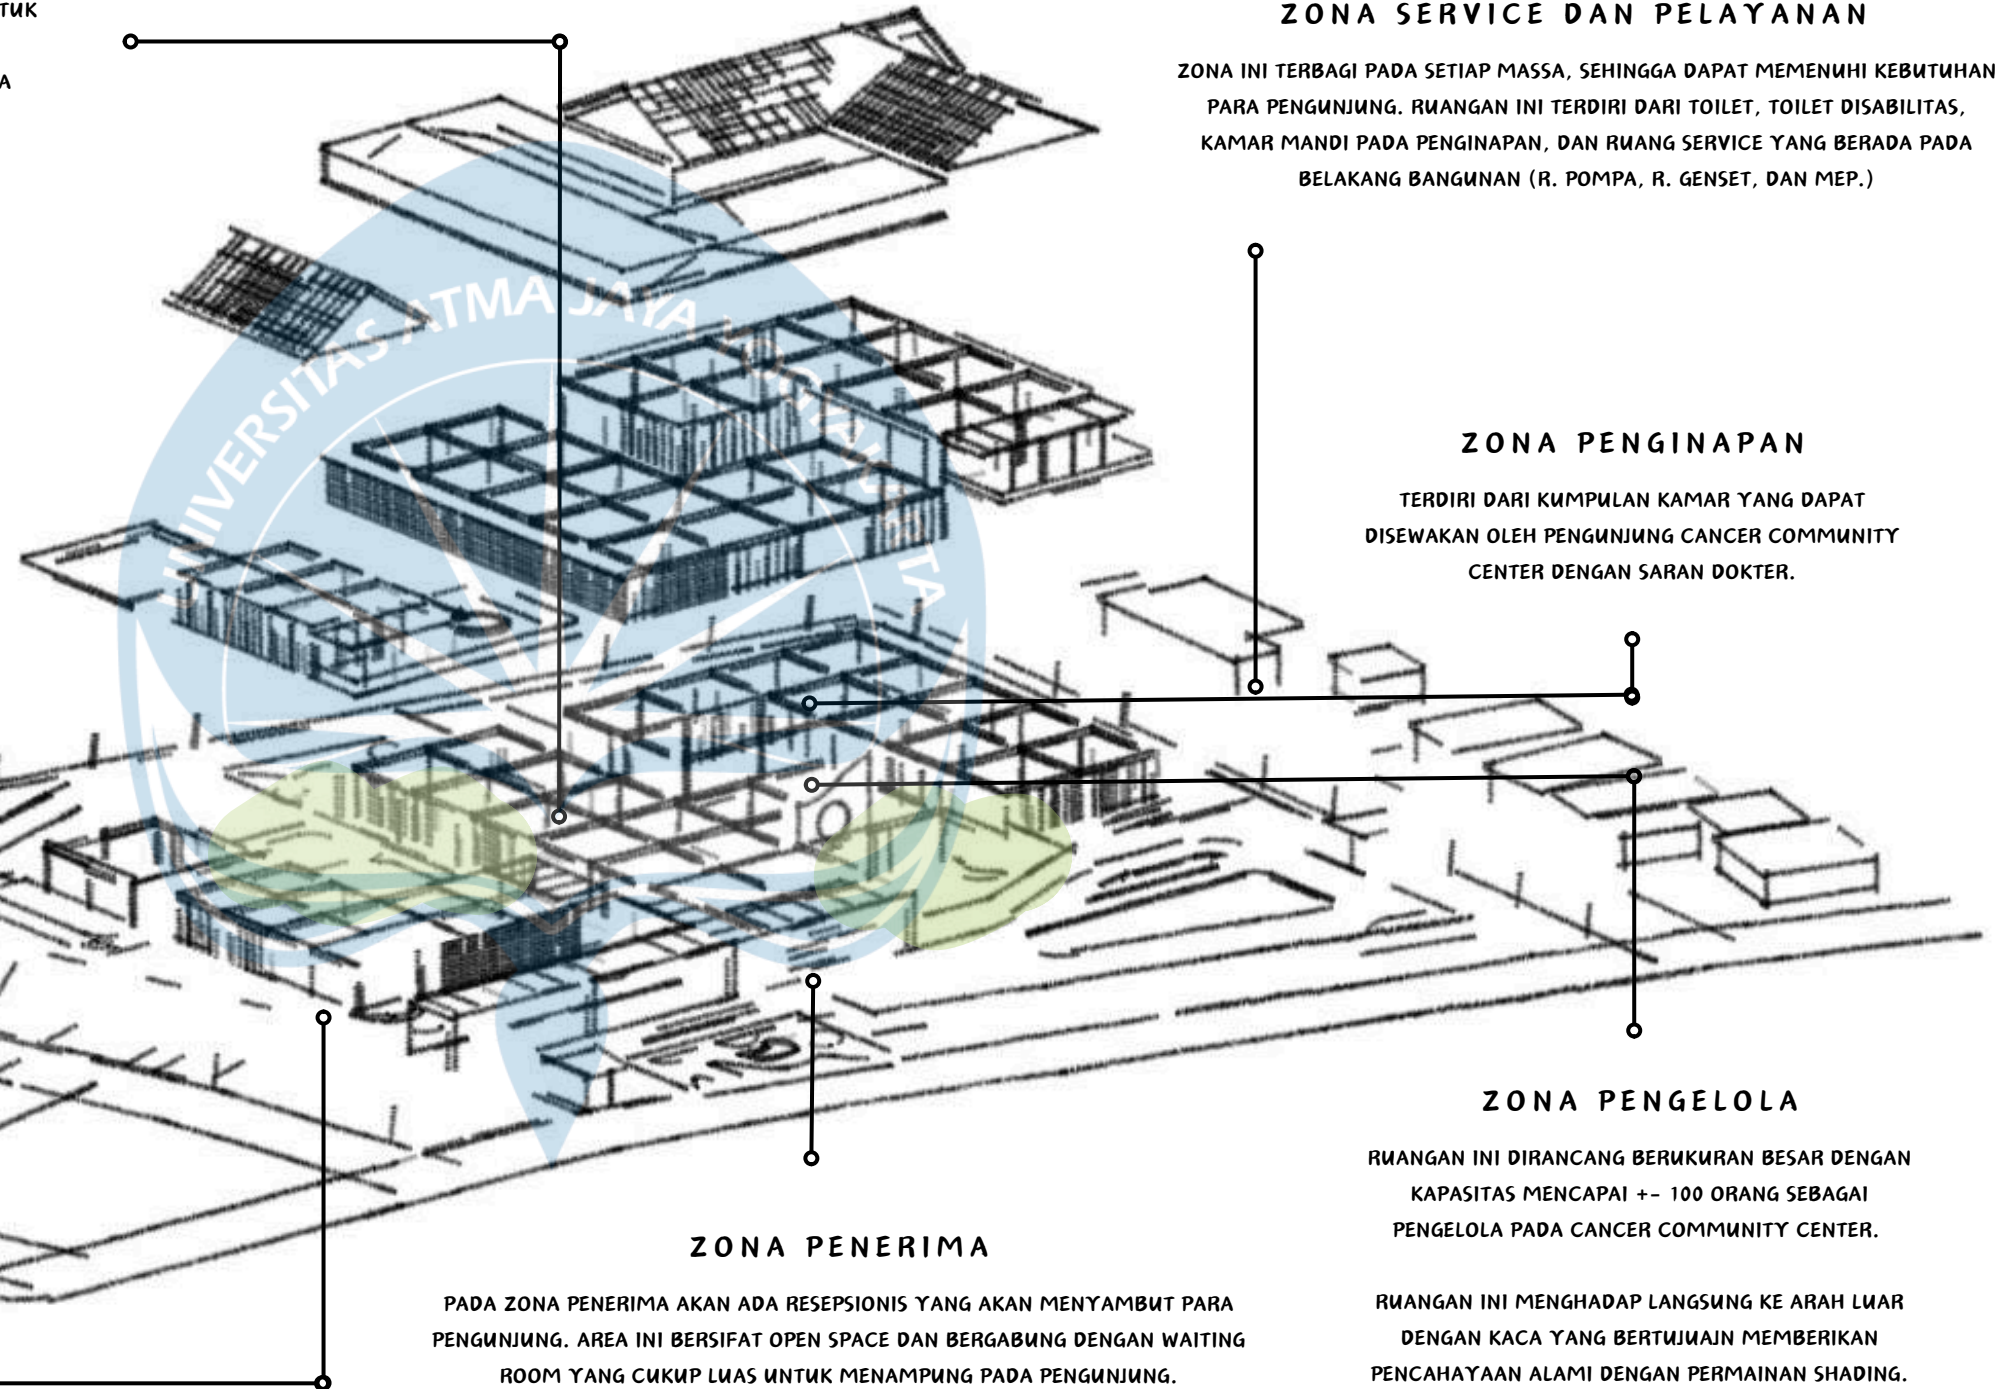 TUK
A
ZONA SERVICE DAN PELAYANAN
ZONA INI TERBAGI PADA SETIAP MASSA, SEHINGGA DAPAT MEMENUHI KEBUTUHAN
PARA PENGUNJUNG. RUANGAN INI TERDIRI DARI TOILET, TOILET DISABILITAS,
KAMAR MANDI PADA PENGINAPAN, DAN RUANG SERVICE YANG BERADA PADA
BELAKANG BANGUNAN (R. POMPA, R. GENSET, DAN MEP.)
UNIVERSITAS ATMA JAYA YOGYAKARTA
ZONA PENGINAPAN
TERDIRI DARI KUMPULAN KAMAR YANG DAPAT
DISEWAKAN OLEH PENGUNJUNG CANCER COMMUNITY
CENTER DENGAN SARAN DOKTER.
ZONA PENGELOLA
RUANGAN INI DIRANCANG BERUKURAN BESAR DENGAN
KAPASITAS MENCAPAI +- 100 ORANG SEBAGAI
PENGELOLA PADA CANCER COMMUNITY CENTER.
RUANGAN INI MENGHADAP LANGSUNG KE ARAH LUAR
DENGAN KACA YANG BERTUJUAJN MEMBERIKAN
PENCAHAYAAN ALAMI DENGAN PERMAINAN SHADING.
ZONA PENERIMA
PADA ZONA PENERIMA AKAN ADA RESEPSIONIS YANG AKAN MENYAMBUT PARA
PENGUNJUNG. AREA INI BERSIFAT OPEN SPACE DAN BERGABUNG DENGAN WAITING
ROOM YANG CUKUP LUAS UNTUK MENAMPUNG PADA PENGUNJUNG.